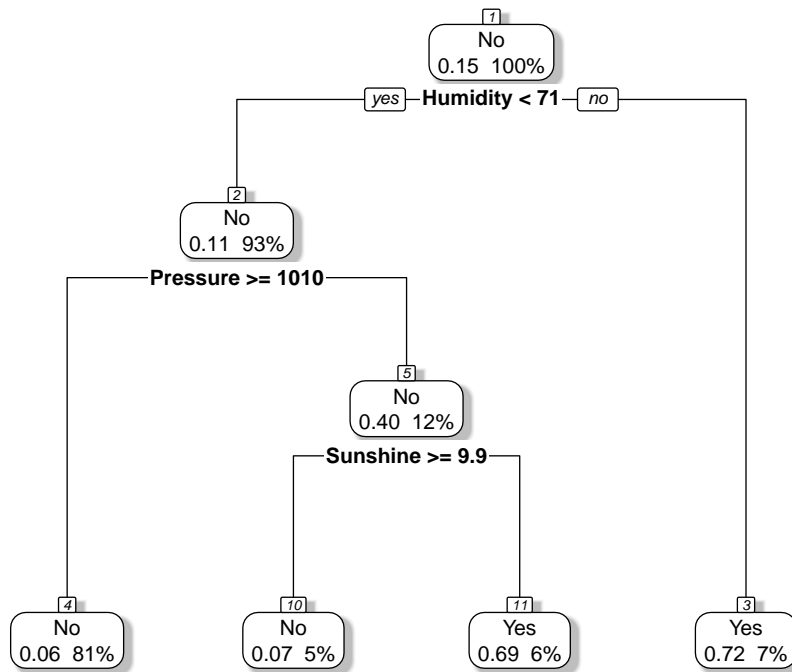 1
No
0.15 100%
yes Humidity < 71 no
2
No
0.11 93%
Pressure >= 1010
5
No
0.40 12%
Sunshine >= 9.9
4
No
0.06 81%
10
No
0.07 5%
11
Yes
0.69 6%
3
Yes
0.72 7%